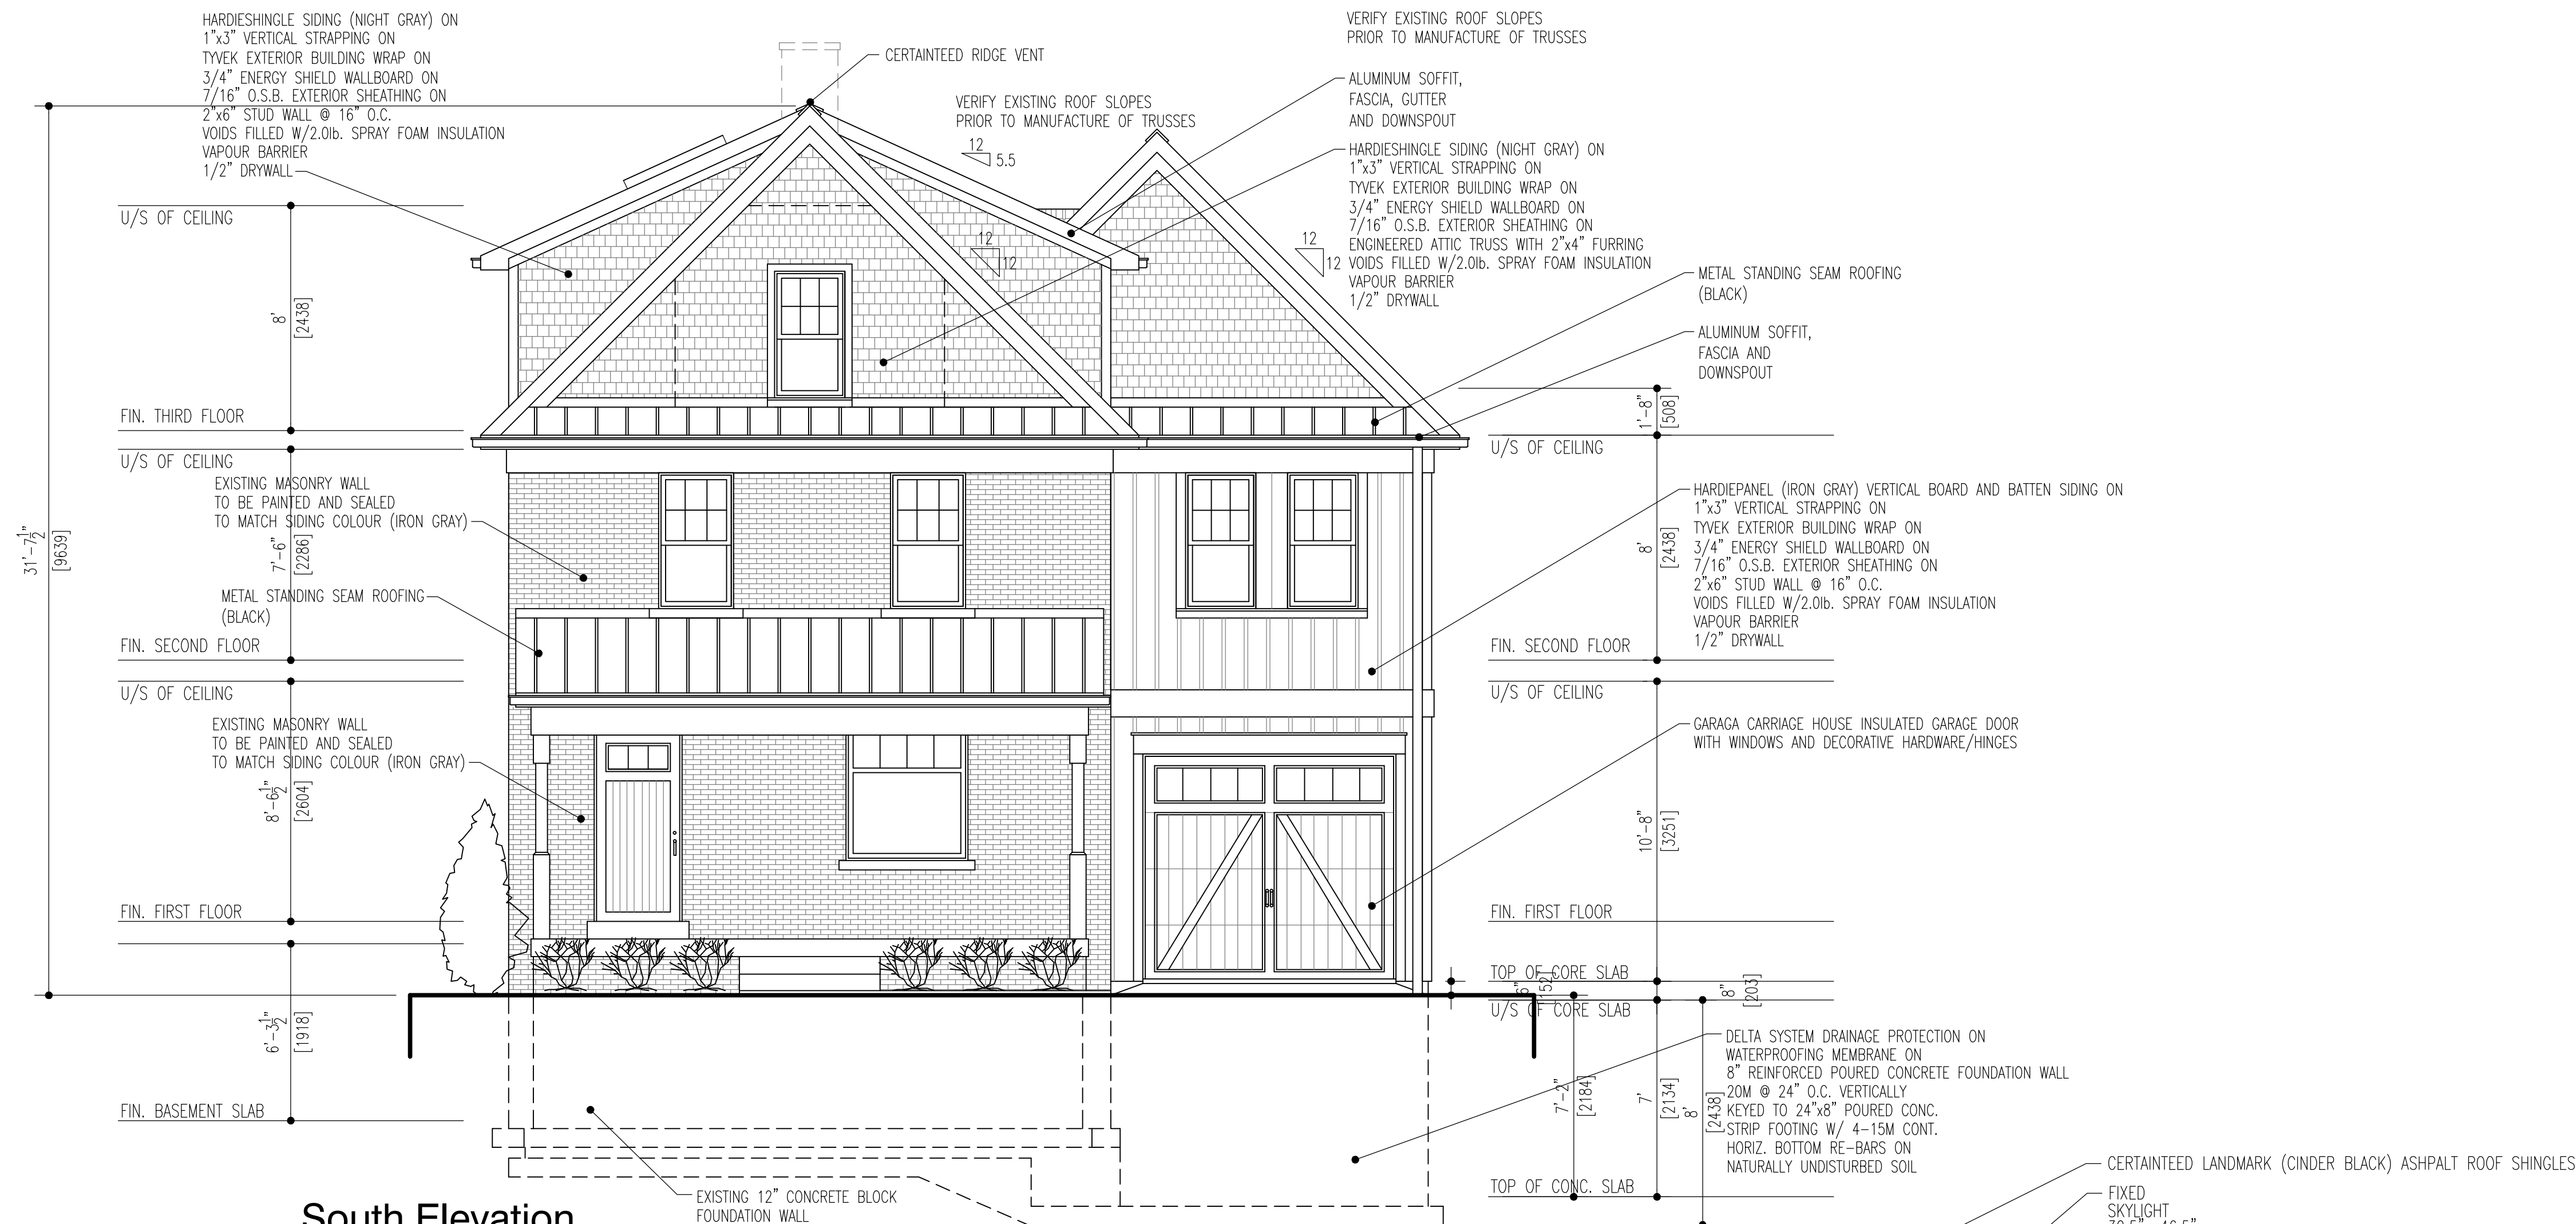 HARDIESHINGLE SIDING (NIGHT GRAY) ON
1"x3" VERTICAL STRAPPING ON
TYVEK EXTERIOR BUILDING WRAP ON
3/4" ENERGY SHIELD WALLBOARD ON
7/16" O.S.B. EXTERIOR SHEATHING ON
2"x6" STUD WALL @ 16" O.C.
VOIDS FILLED W/2.0lb. SPRAY FOAM INSULATION
VAPOUR BARRIER
1/2" DRYWALL
CERTAINTEED RIDGE VENT
VERIFY EXISTING ROOF SLOPES
PRIOR TO MANUFACTURE OF TRUSSES
12
5.5
VERIFY EXISTING ROOF SLOPES
PRIOR TO MANUFACTURE OF TRUSSES
ALUMINUM SOFFIT,
FASCIA, GUTTER
AND DOWNSPOUT
HARDIESHINGLE SIDING (NIGHT GRAY) ON
1"x3" VERTICAL STRAPPING ON
TYVEK EXTERIOR BUILDING WRAP ON
3/4" ENERGY SHIELD WALLBOARD ON
7/16" O.S.B. EXTERIOR SHEATHING ON
ENGINEERED ATTIC TRUSS WITH 2"x4" FURRING
VOIDS FILLED W/2.0lb. SPRAY FOAM INSULATION
VAPOUR BARRIER
1/2" DRYWALL
12
12
12
12
METAL STANDING SEAM ROOFING
(BLACK)
ALUMINUM SOFFIT,
FASCIA AND
DOWNSPOUT
U/S OF CEILING
8'
[2438]
FIN. THIRD FLOOR
U/S OF CEILING
EXISTING MASONRY WALL
TO BE PAINTED AND SEALED
TO MATCH SIDING COLOUR (IRON GRAY)
31'-7 1/2"
[9639]
7'-6"
[2286]
METAL STANDING SEAM ROOFING
(BLACK)
FIN. SECOND FLOOR
U/S OF CEILING
EXISTING MASONRY WALL
TO BE PAINTED AND SEALED
TO MATCH SIDING COLOUR (IRON GRAY)
8'-6 1/2"
[2604]
FIN. FIRST FLOOR
6'-3 1/2"
[1918]
FIN. BASEMENT SLAB
1'-8"
[508]
U/S OF CEILING
8'
[2438]
HARDIEPANEL (IRON GRAY) VERTICAL BOARD AND BATTEN SIDING ON
1"x3" VERTICAL STRAPPING ON
TYVEK EXTERIOR BUILDING WRAP ON
3/4" ENERGY SHIELD WALLBOARD ON
7/16" O.S.B. EXTERIOR SHEATHING ON
2"x6" STUD WALL @ 16" O.C.
VOIDS FILLED W/2.0lb. SPRAY FOAM INSULATION
VAPOUR BARRIER
1/2" DRYWALL
FIN. SECOND FLOOR
U/S OF CEILING
GARAGA CARRIAGE HOUSE INSULATED GARAGE DOOR
WITH WINDOWS AND DECORATIVE HARDWARE/HINGES
10'-8"
[3251]
FIN. FIRST FLOOR
TOP OF CORE SLAB
6"
[152]
8"
[203]
U/S OF CORE SLAB
DELTA SYSTEM DRAINAGE PROTECTION ON
WATERPROOFING MEMBRANE ON
8" REINFORCED POURED CONCRETE FOUNDATION WALL
20M @ 24" O.C. VERTICALLY
KEYED TO 24"x8" POURED CONC.
STRIP FOOTING W/ 4-15M CONT.
HORIZ. BOTTOM RE-BARS ON
NATURALLY UNDISTURBED SOIL
7'-2"
[2184]
7'
[2134]
8'
[2438]
TOP OF CONC. SLAB
EXISTING 12" CONCRETE BLOCK
FOUNDATION WALL
South Elevation
CERTAINTEED LANDMARK (CINDER BLACK) ASHPALT ROOF SHINGLES
FIXED
SKYLIGHT